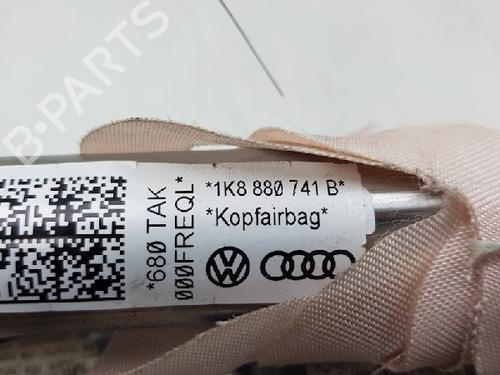 B-PARTS
*680 TAK
000FREQL*
*1K8 880 741 B*
*Kopfairbag*